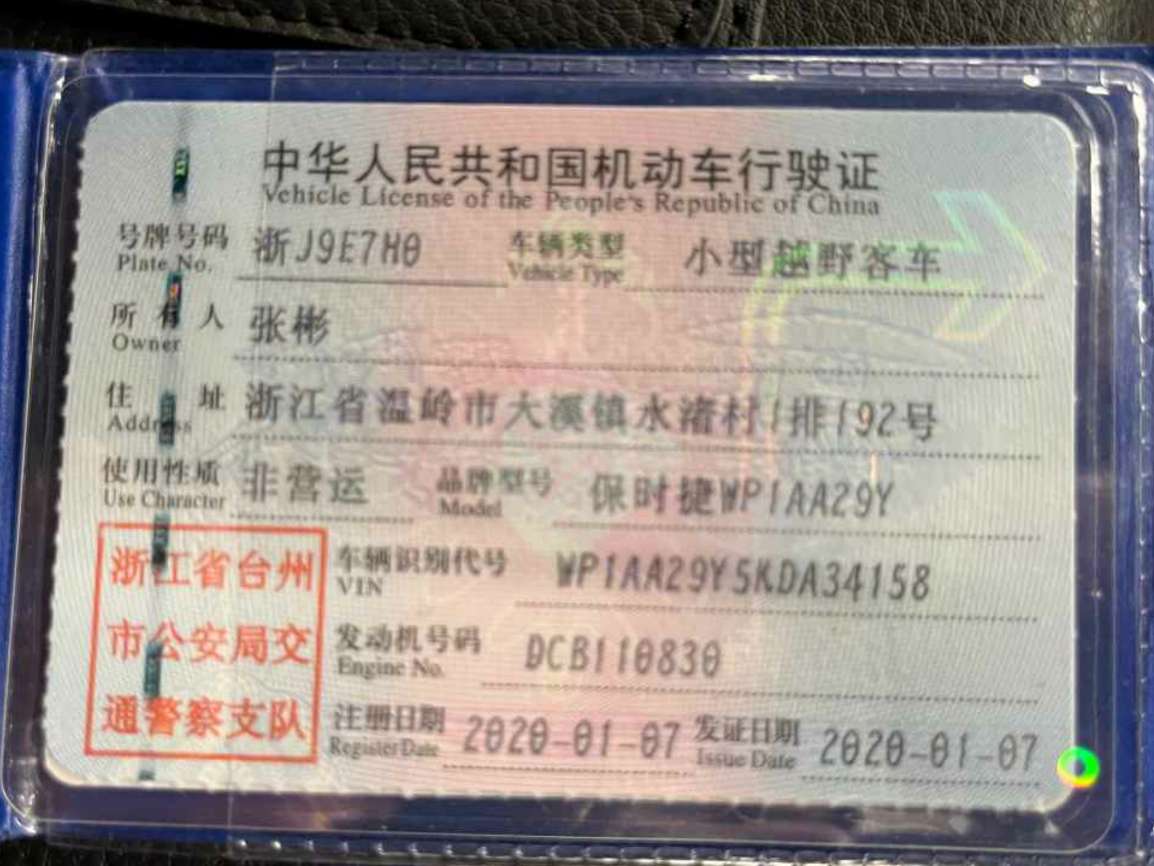 中华人民共和国机动车行驶证
Vehicle License of the People's Republic of China
号牌号码 浙J9E7H0 车辆类型 小型越野客车
Plate No. Vehicle Type
所有人 张彬
Owner
住址 浙江省温岭市大溪镇水渚村1排192号
Address
使用性质 非营运 品牌型号 保时捷WP1AA29Y
Use Character Model
浙江省台州 车辆识别代号 WP1AA29Y5KDA34158
VIN
市公安局交 发动机号码 DCB110830
Engine No.
通警察支队 注册日期 2020-01-07 发证日期 2020-01-07
Register Date Issue Date